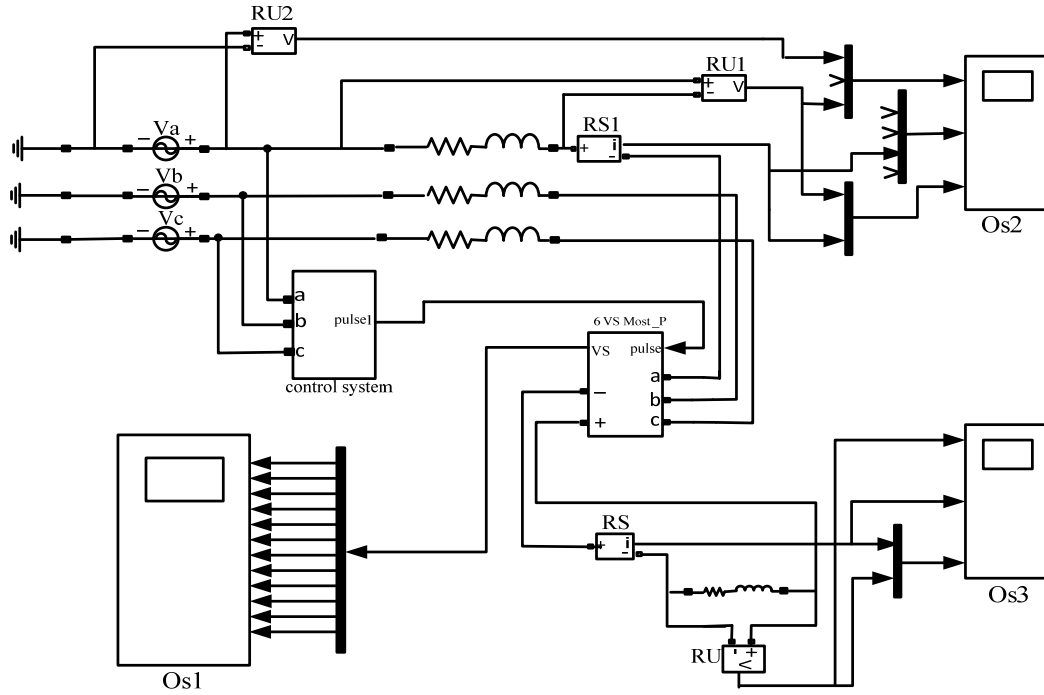 RU2
+
-
V
RU1
+
-
V
Va
− +
RS1
+ i
-
Vb
− +
Vc
− +
Os2
a
b
c
pulse1
control system
6 VS Most_P
VS pulse
a
− b
+ c
RS
+ i
-
Os3
RU
- +
V
Os1